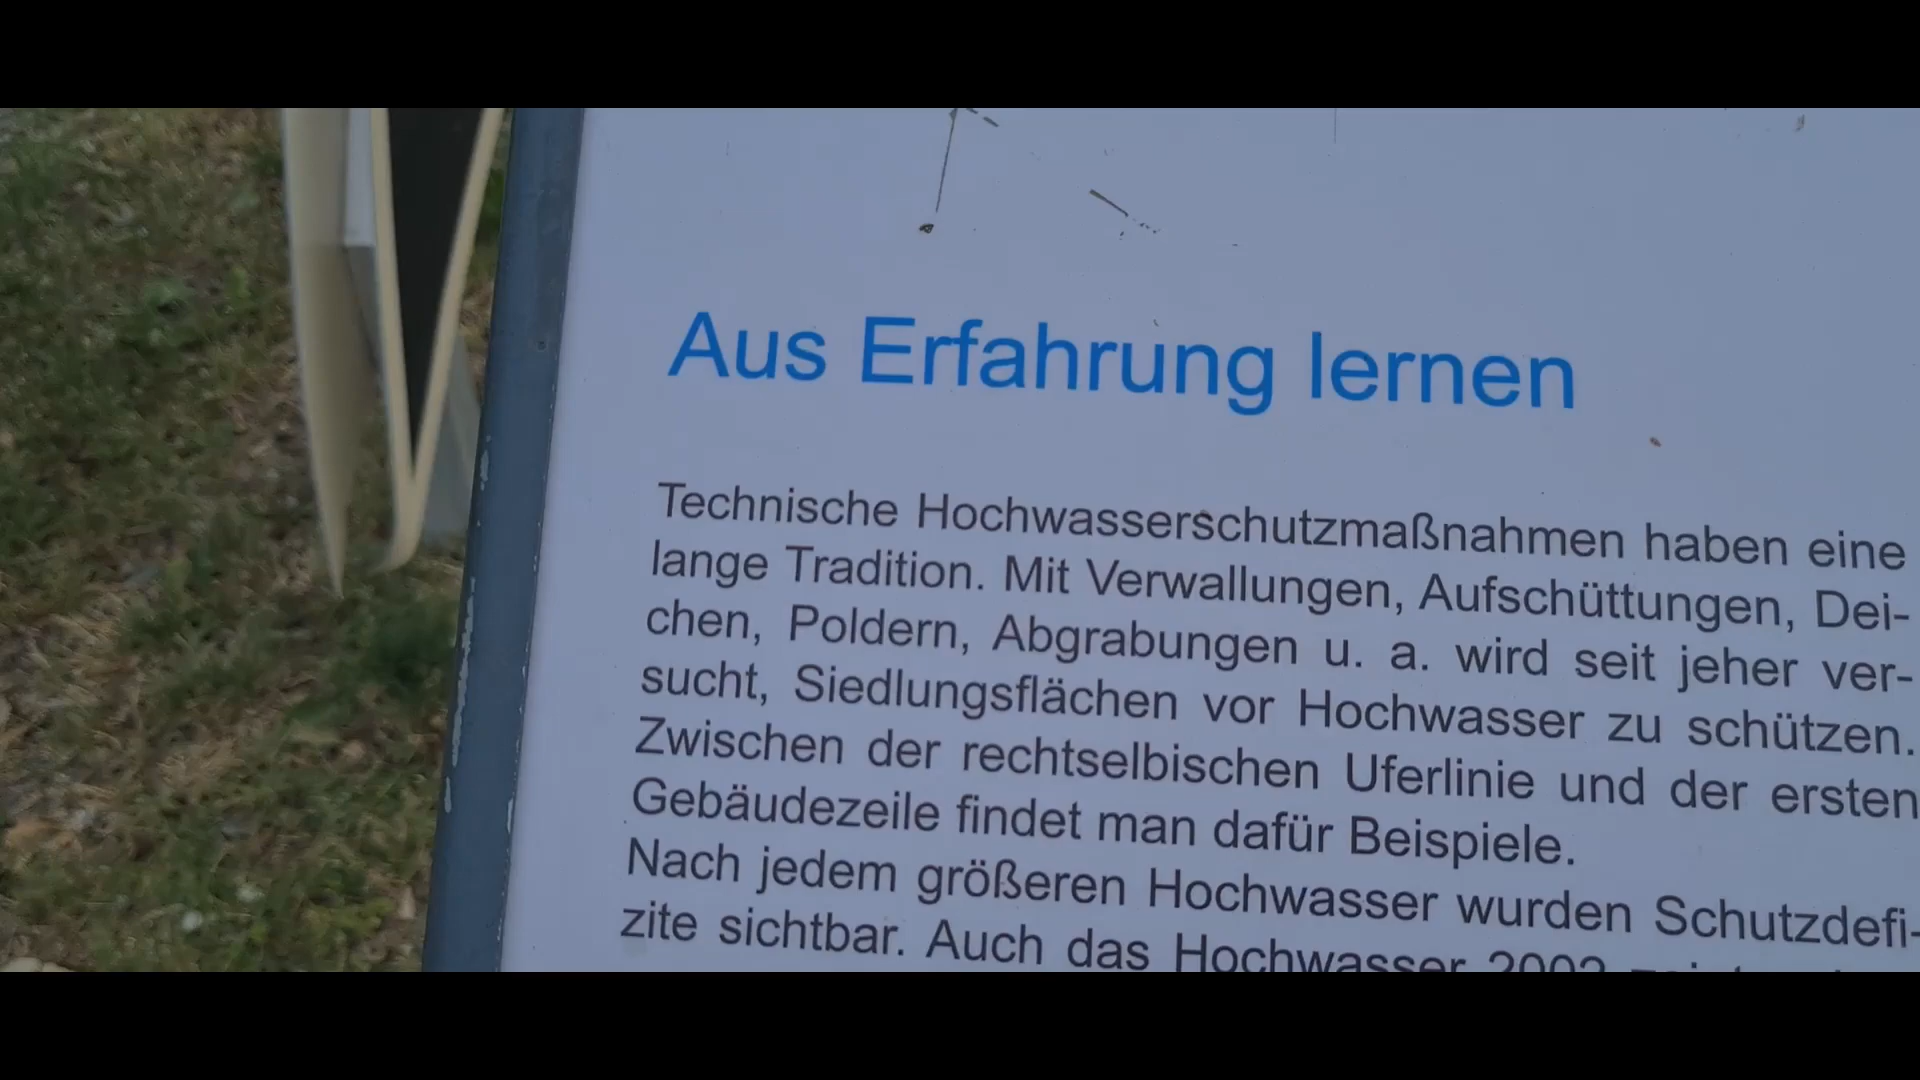 Aus Erfahrung lernen
Technische Hochwasserschutzmaßnahmen haben eine
lange Tradition. Mit Verwallungen, Aufschüttungen, Dei-
chen, Poldern, Abgrabungen u. a. wird seit jeher ver-
sucht, Siedlungsflächen vor Hochwasser zu schützen.
Zwischen der rechtselbischen Uferlinie und der ersten
Gebäudezeile findet man dafür Beispiele.
Nach jedem größeren Hochwasser wurden Schutzdefi-
zite sichtbar. Auch das Hochwasser 2002